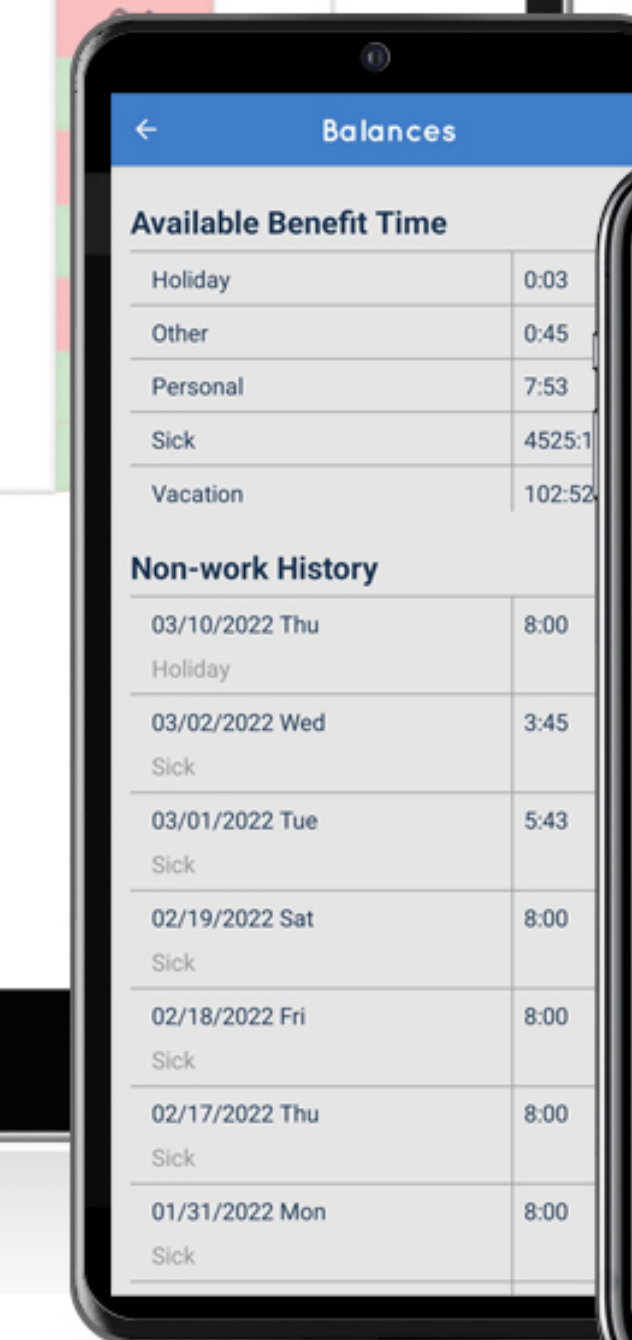 Balances
Available Benefit Time
Holiday 0:03
Other 0:45
Personal 7:53
Sick
Vacation 102:52
Non-work History
03/10/2022 Thu 8:00
Holiday
03/02/2022 Wed 3:45
Sick
03/01/2022 Tue 5:43
Sick
02/19/2022 Sat 8:00
Sick
02/18/2022 Fri 8:00
Sick
02/17/2022 Thu 8:00
Sick
01/31/2022 Mon 8:00
Sick